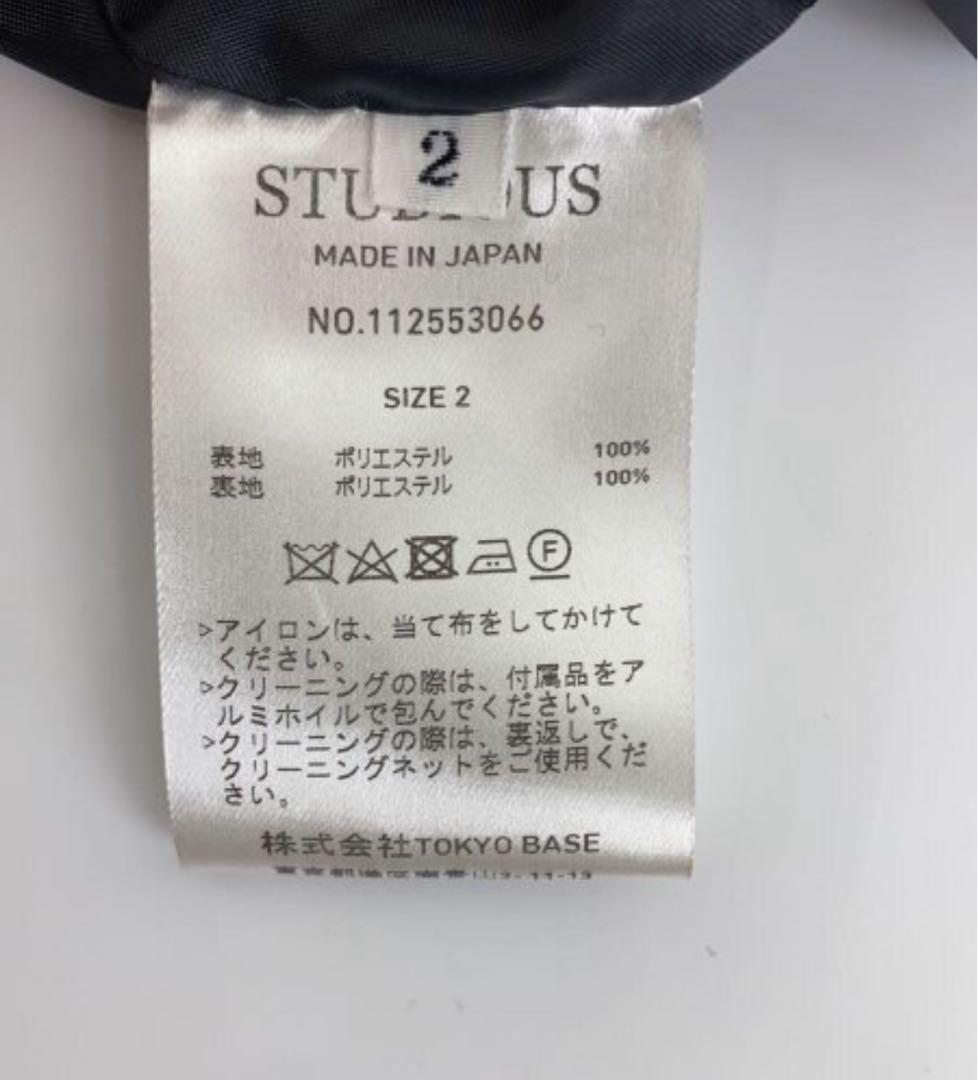 2
STUDIOUS
MADE IN JAPAN
NO.112553066
SIZE 2
表地 ポリエステル 100%
裏地 ポリエステル 100%
F
>アイロンは、当て布をしてかけて
ください。
>クリーニングの際は、付属品をア
ルミホイルで包んでください。
>クリーニングの際は、裏返しで、
クリーニングネットをご使用くだ
さい。
株式会社TOKYO BASE